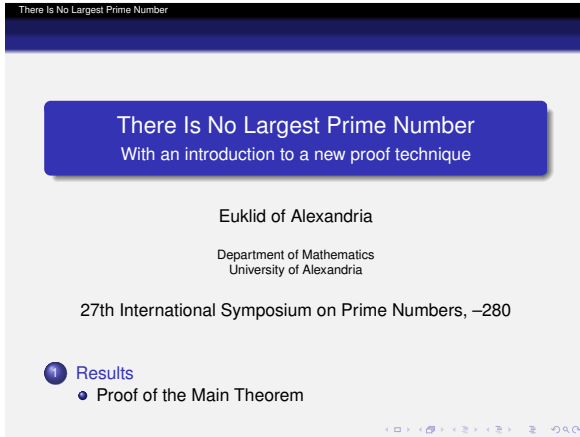 There Is No Largest Prime Number
There Is No Largest Prime Number
With an introduction to a new proof technique
Euklid of Alexandria
Department of Mathematics
University of Alexandria
27th International Symposium on Prime Numbers, –280
1 Results
Proof of the Main Theorem